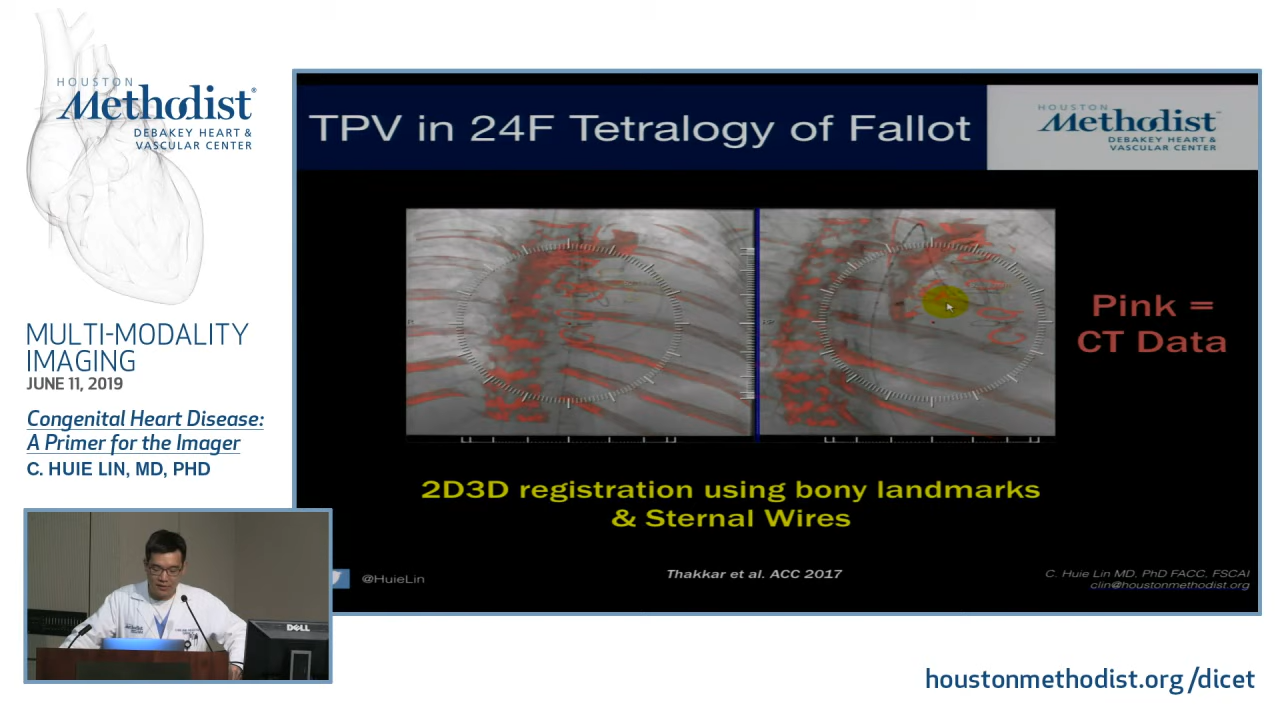 HOUSTON
Methodist®
DEBAKEY HEART &
VASCULAR CENTER
MULTI-MODALITY
IMAGING
JUNE 11, 2019
Congenital Heart Disease:
A Primer for the Imager
C. HUIE LIN, MD, PHD
TPV in 24F Tetralogy of Fallot
HOUSTON
Methodist
DEBAKEY HEART &
VASCULAR CENTER
Pink =
CT Data
2D3D registration using bony landmarks
& Sternal Wires
@HuieLin
Thakkar et al. ACC 2017
C. Huie Lin MD, PhD FACC, FSCAI
clin@houstonmethodist.org
DELL
houstonmethodist.org/dicet